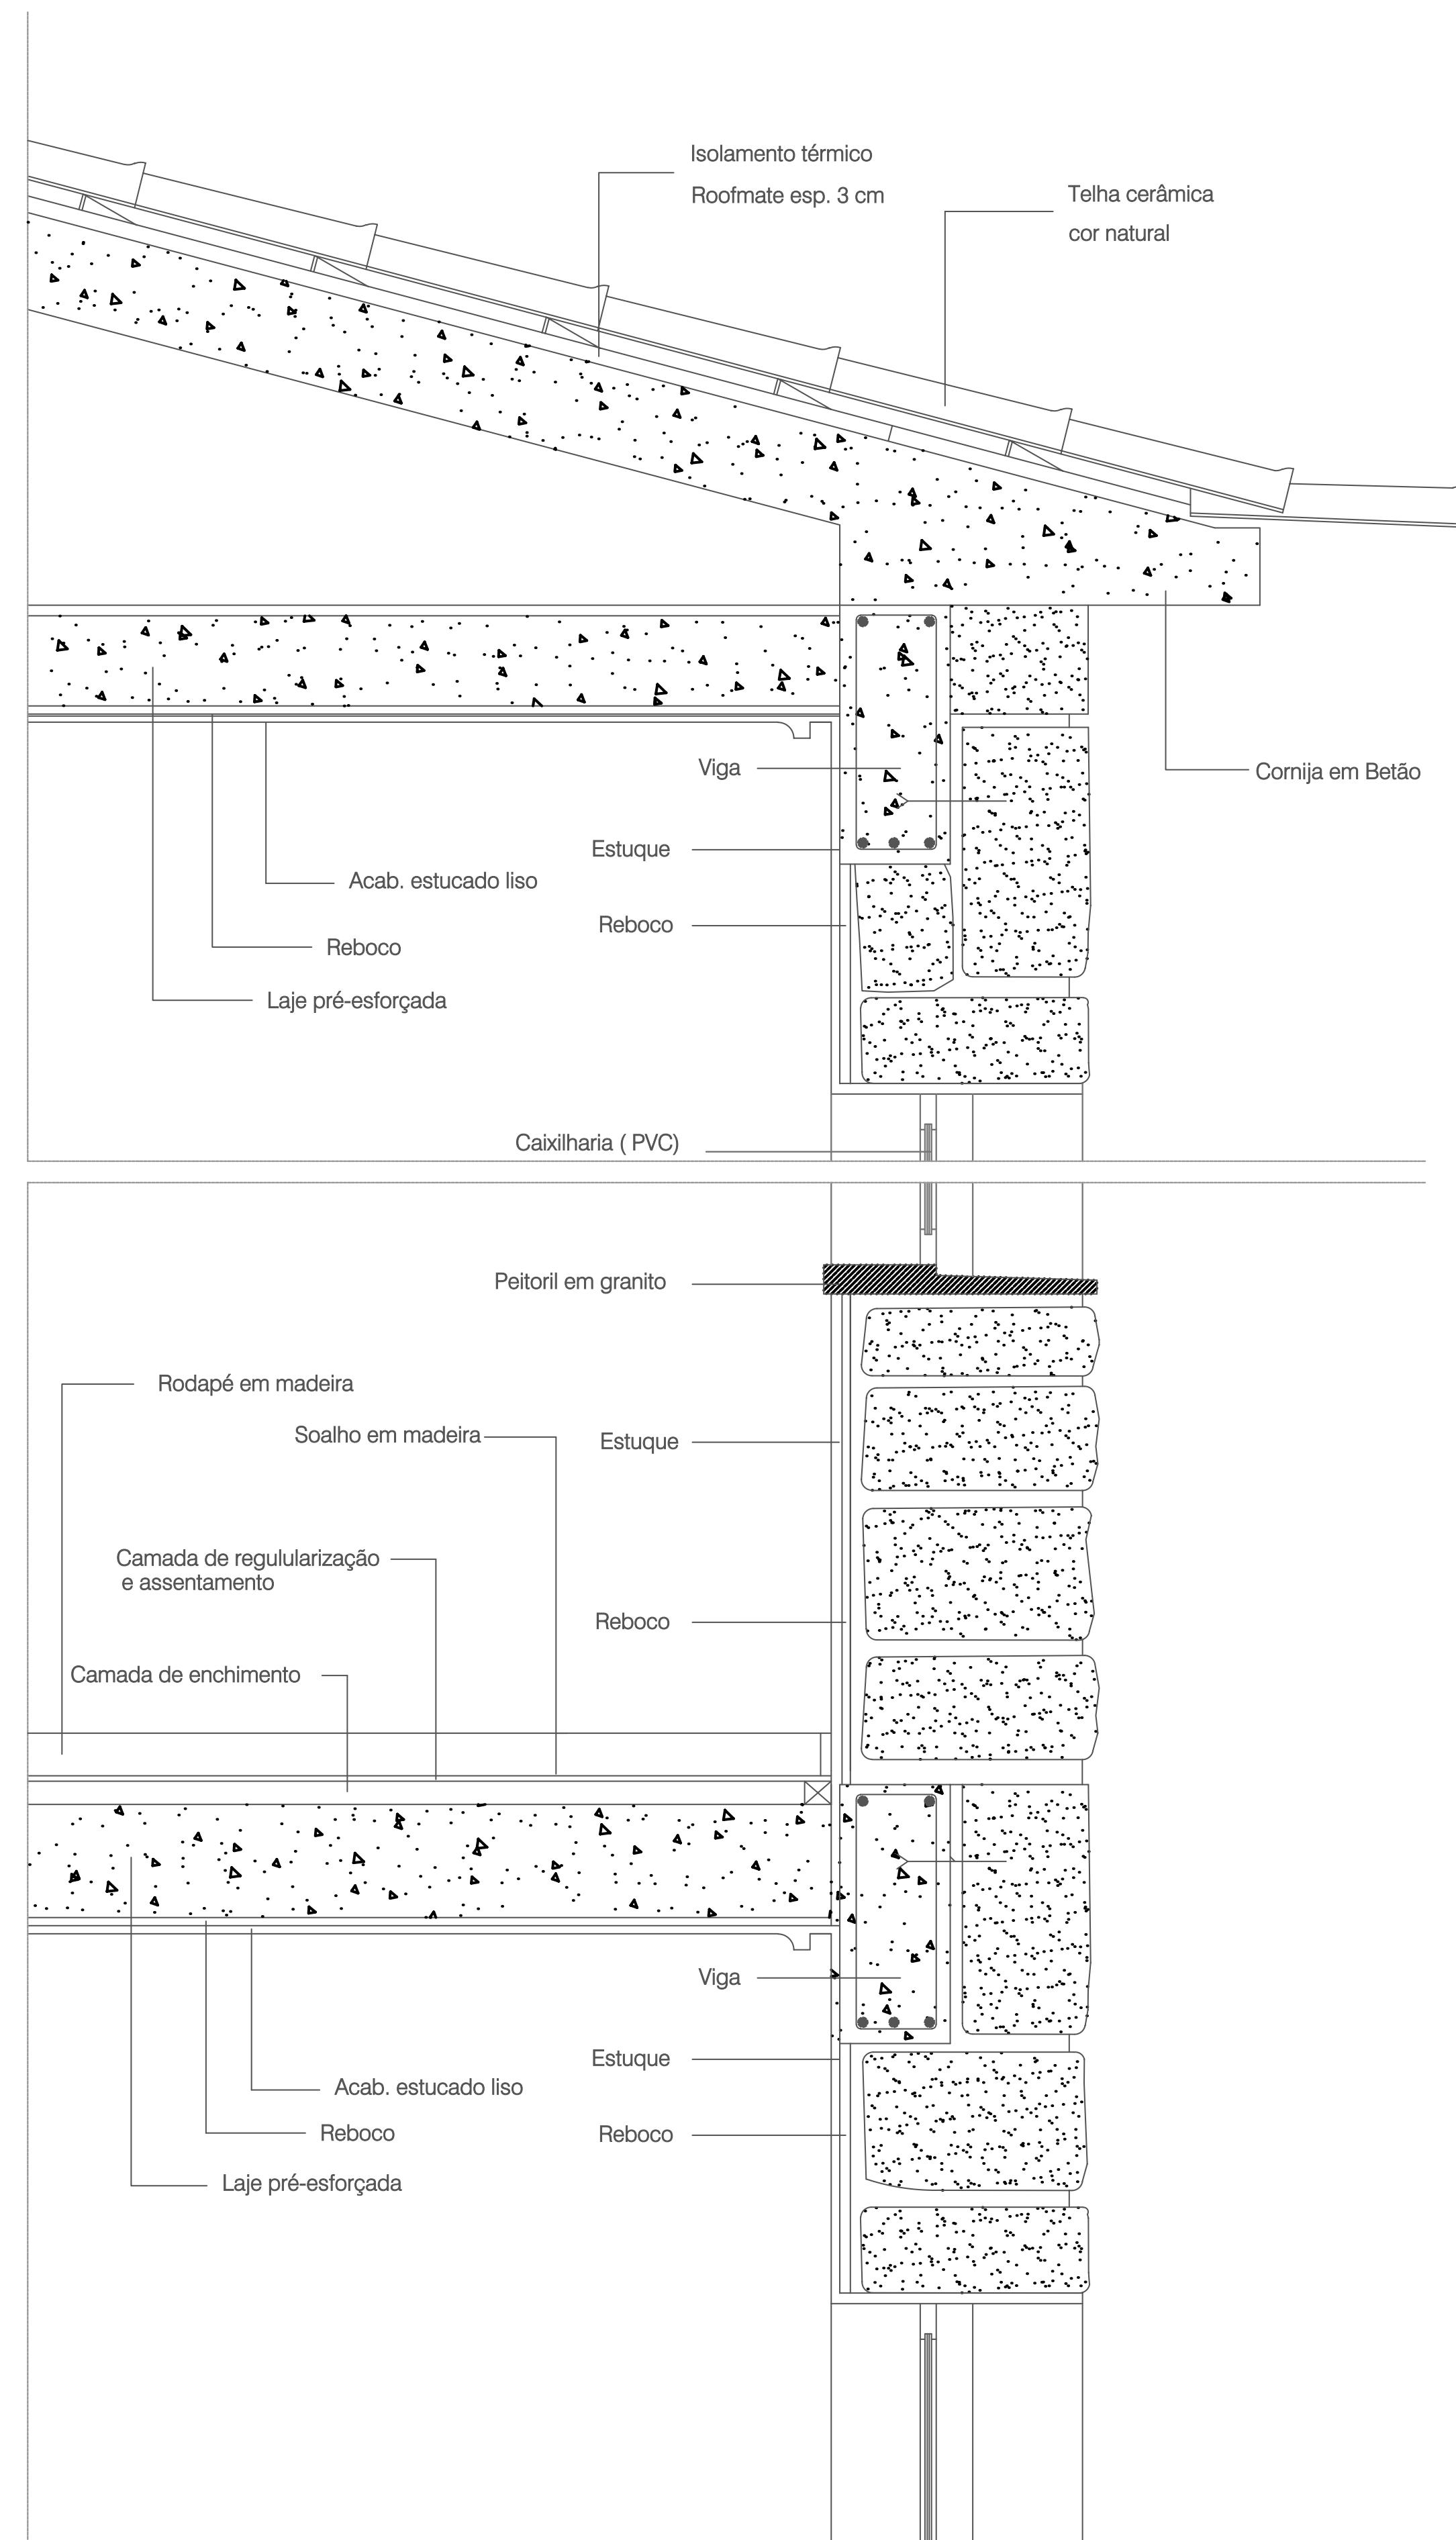 Isolamento térmico
Roofmate esp. 3 cm
Telha cerâmica
cor natural
Viga
Cornija em Betão
Estuque
Acab. estucado liso
Reboco
Reboco
Laje pré-esforçada
Caixilharia ( PVC)
Peitoril em granito
Rodapé em madeira
Soalho em madeira
Estuque
Camada de regulularização
e assentamento
Reboco
Camada de enchimento
Viga
Estuque
Acab. estucado liso
Reboco
Reboco
Laje pré-esforçada